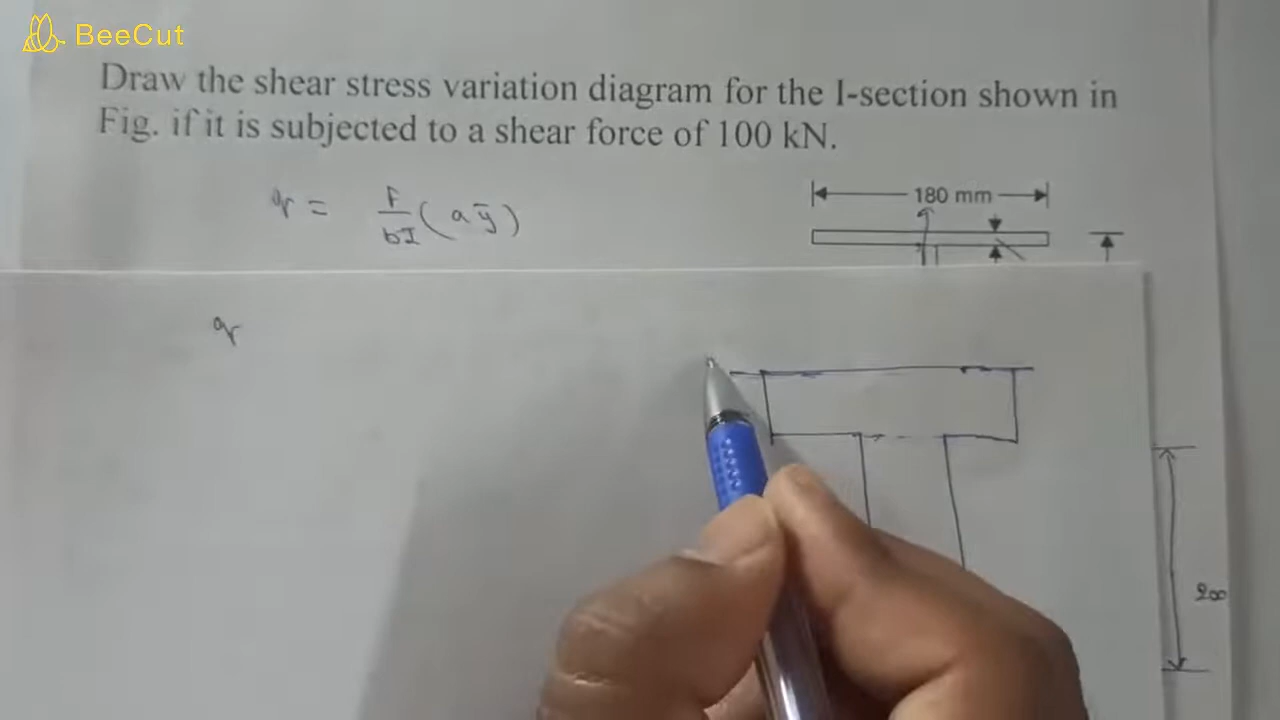 BeeCut
Draw the shear stress variation diagram for the I-section shown in
Fig. if it is subjected to a shear force of 100 kN.
q = F/bI (a ȳ)
180 mm
q
200